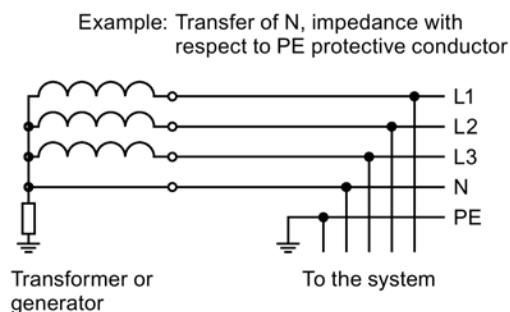 Example: Transfer of N, impedance with
respect to PE protective conductor
L1
L2
L3
N
PE
Transformer or
generator
To the system